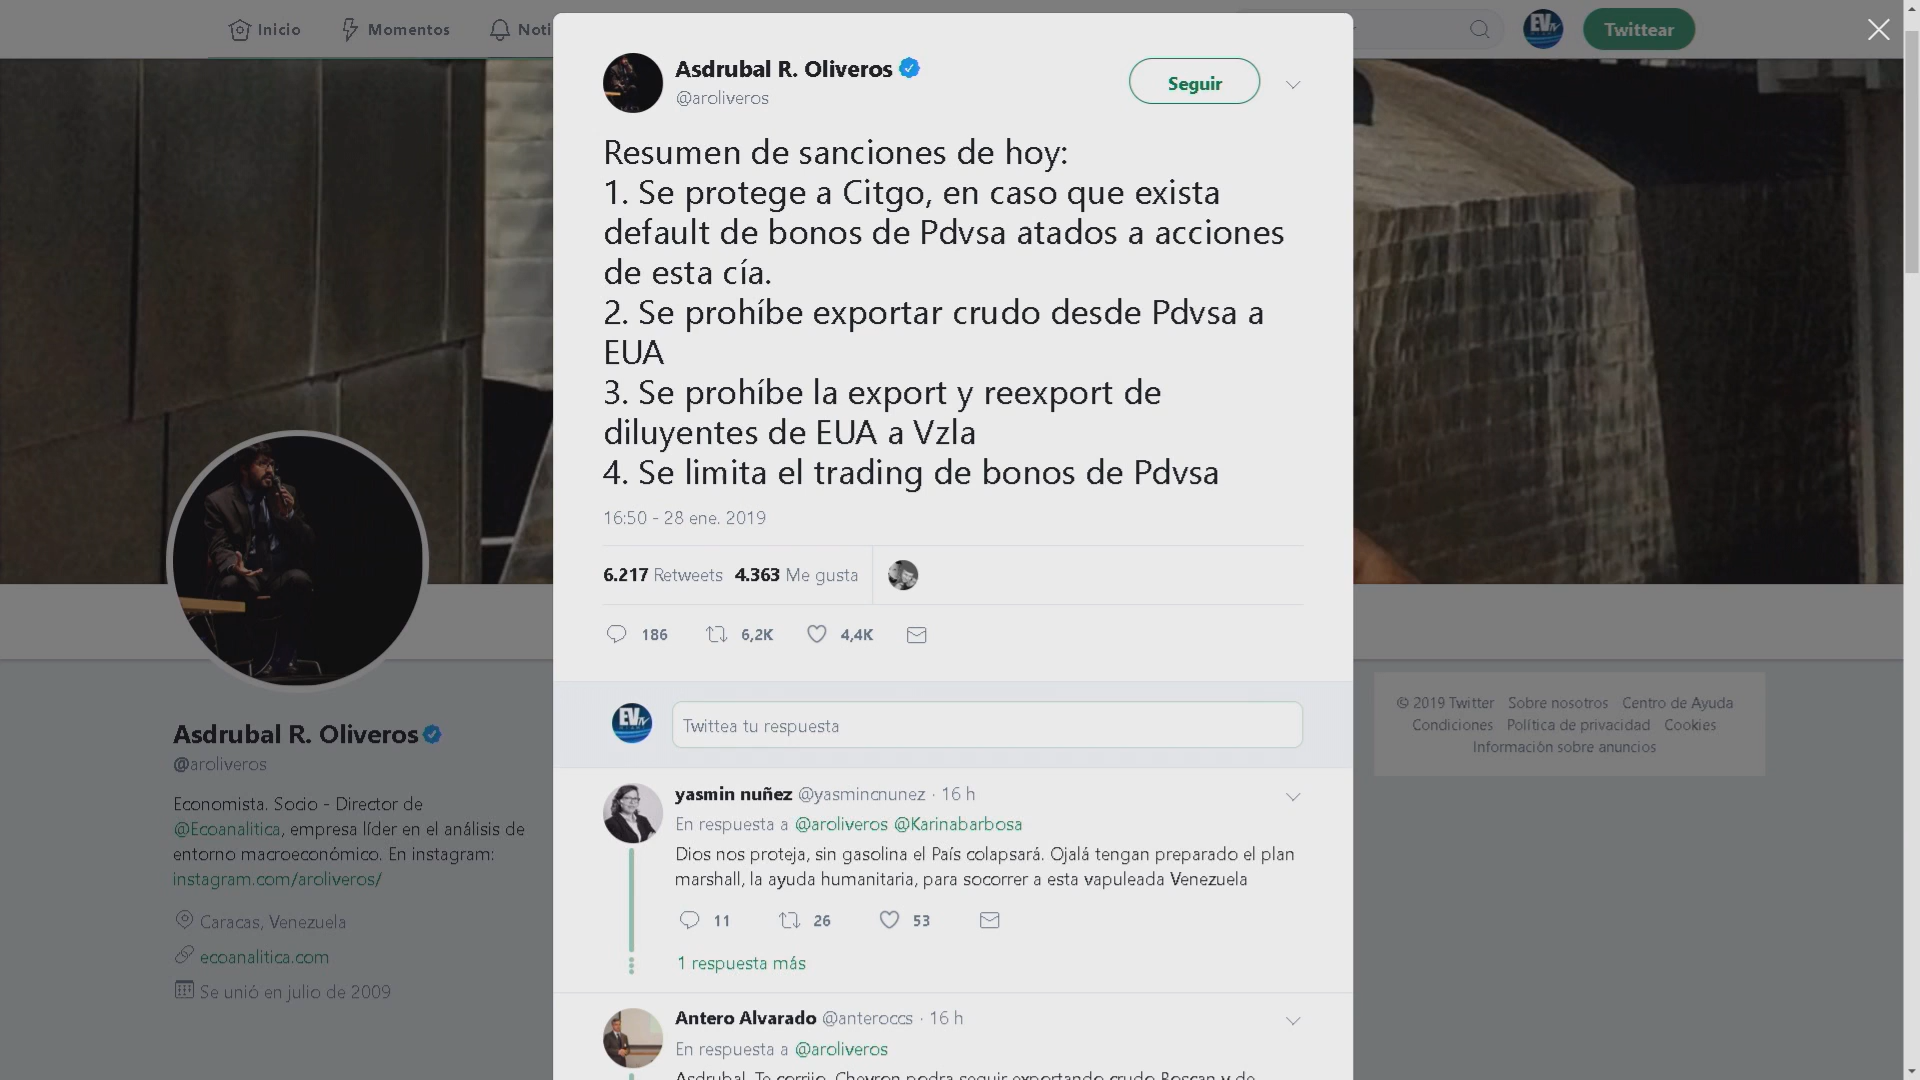 Inicio
Momentos
Noti
Twittear
Asdrubal R. Oliveros
@aroliveros
Seguir
Resumen de sanciones de hoy:
1. Se protege a Citgo, en caso que exista
default de bonos de Pdvsa atados a acciones
de esta cía.
2. Se prohíbe exportar crudo desde Pdvsa a
EUA
3. Se prohíbe la export y reexport de
diluyentes de EUA a Vzla
4. Se limita el trading de bonos de Pdvsa
16:50 - 28 ene. 2019
6.217 Retweets 4.363 Me gusta
186 6,2K 4,4K
EVTV
Twittea tu respuesta
yasmin nuñez @yasmincnunez · 16 h
En respuesta a @aroliveros @Karinabarbosa
Dios nos proteja, sin gasolina el País colapsará. Ojalá tengan preparado el plan
marshall, la ayuda humanitaria, para socorrer a esta vapuleada Venezuela
11 26 53
1 respuesta más
Antero Alvarado @anteroccs · 16 h
En respuesta a @aroliveros
Asdrubal. Te corrijo. Chevron podra seguir exportando crudo Boscan y de
Asdrubal R. Oliveros
@aroliveros
Economista. Socio - Director de
@Ecoanalitica, empresa líder en el análisis de
entorno macroeconómico. En instagram:
instagram.com/aroliveros/
Caracas, Venezuela
ecoanalitica.com
Se unió en julio de 2009
© 2019 Twitter Sobre nosotros Centro de Ayuda
Condiciones Política de privacidad Cookies
Información sobre anuncios